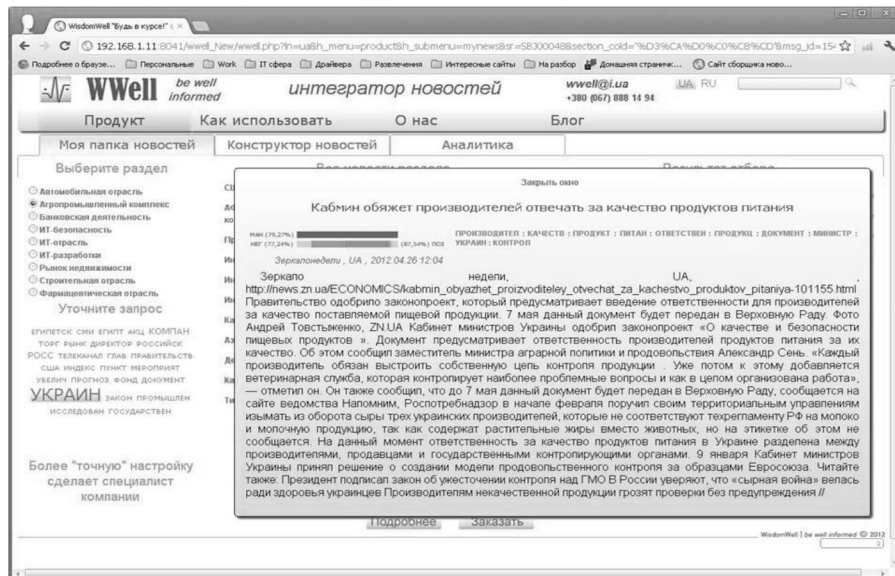 WisdomWell "Будь в курсе!"
192.168.1.11:8041/wwell_New/wwell.php?ln=ua&h_menu=product&h_submenu=mynews&sr=SBJ00048&section_cold='%D3%CA%D0%C0%C8%CD'&msg_id=154
Подробнее о браузе... Персональные Work IT сфера Драйвера Развлечения Интересные сайты На разбор Домашняя страничк... Сайт сборщика ново...
WWell be well informed интегратор новостей wwell@i.ua UA RU
+380 (067) 888 14 94
Продукт Как использовать О нас Блог
Моя папка новостей Конструктор новостей Аналитика
Выберите раздел
Автомобильная отрасль
Агропромышленный комплекс
Банковская деятельность
ИТ-безопасность
ИТ-отрасль
ИТ-разработки
Рынок недвижимости
Строительная отрасль
Фармацевтическая отрасль
Уточните запрос
ЕГИПЕТСК СМИ ЕГИПТ АКЦ КОМПАН
ТОРГ РЫНК ДИРЕКТОР РОССИЙСК
РОСС ТЕЛЕКАНАЛ ГЛАВ ПРАВИТЕЛЬСТВ
США ИНДЕКС ПУНКТ МЕРОПРИЯТ
УВЕЛИЧ ПРОГНОЗ ФОНД ДОКУМЕНТ
УКРАИН ЗАКОН ПРОМЫШЛЕН
ИССЛЕДОВАН ГОСУДАРСТВЕН
Более "точную" настройку
сделает специалист
компании
Закрыть окно
Кабмин обяжет производителей отвечать за качество продуктов питания
МАН (79,27%)
НЕГ (77,24%) (87,54%) ПОЗ
ПРОИЗВОДИТЕЛ : КАЧЕСТВ : ПРОДУКТ : ПИТАН : ОТВЕТСТВЕН : ПРОДУКЦ : ДОКУМЕНТ : МИНИСТР :
УКРАИН : КОНТРОЛ
Зеркалонедели , UA , 2012.04.26 12:04
Зеркало недели, UA, ,
http://news.zn.ua/ECONOMICS/kabmin_obyazhet_proizvoditeley_otvechat_za_kachestvo_produktov_pitaniya-101155.html
Правительство одобрило законопроект, который предусматривает введение ответственности для производителей
за качество поставляемой пищевой продукции. 7 мая данный документ будет передан в Верховную Раду. Фото
Андрей Товстыженко, ZN.UA Кабинет министров Украины одобрил законопроект «О качестве и безопасности
пищевых продуктов ». Документ предусматривает ответственность производителей продуктов питания за их
качество. Об этом сообщил заместитель министра аграрной политики и продовольствия Александр Сень. «Каждый
производитель обязан выстроить собственную цепь контроля продукции . Уже потом к этому добавляется
ветеринарная служба, которая контролирует наиболее проблемные вопросы и как в целом организована работа»,
— отметил он. Он также сообщил, что до 7 мая данный документ будет передан в Верховную Раду, сообщается на
сайте ведомства Напомним, Роспотребнадзор в начале февраля поручил своим территориальным управлениям
изымать из оборота сыры трех украинских производителей, которые не соответствуют техрегламенту РФ на молоко
и молочную продукцию, так как содержат растительные жиры вместо животных, но на этикетке об этом не
сообщается. На данный момент ответственность за качество продуктов питания в Украине разделена между
производителями, продавцами и государственными контролирующими органами. 9 января Кабинет министров
Украины принял решение о создании модели продовольственного контроля за образцами Евросоюза. Читайте
также: Президент подписал закон об ужесточении контроля над ГМО В России уверяют, что «сырная война» велась
ради здоровья украинцев Производителям некачественной продукции грозят проверки без предупреждения //
Подробнее Заказать
WisdomWell | be well informed © 2012